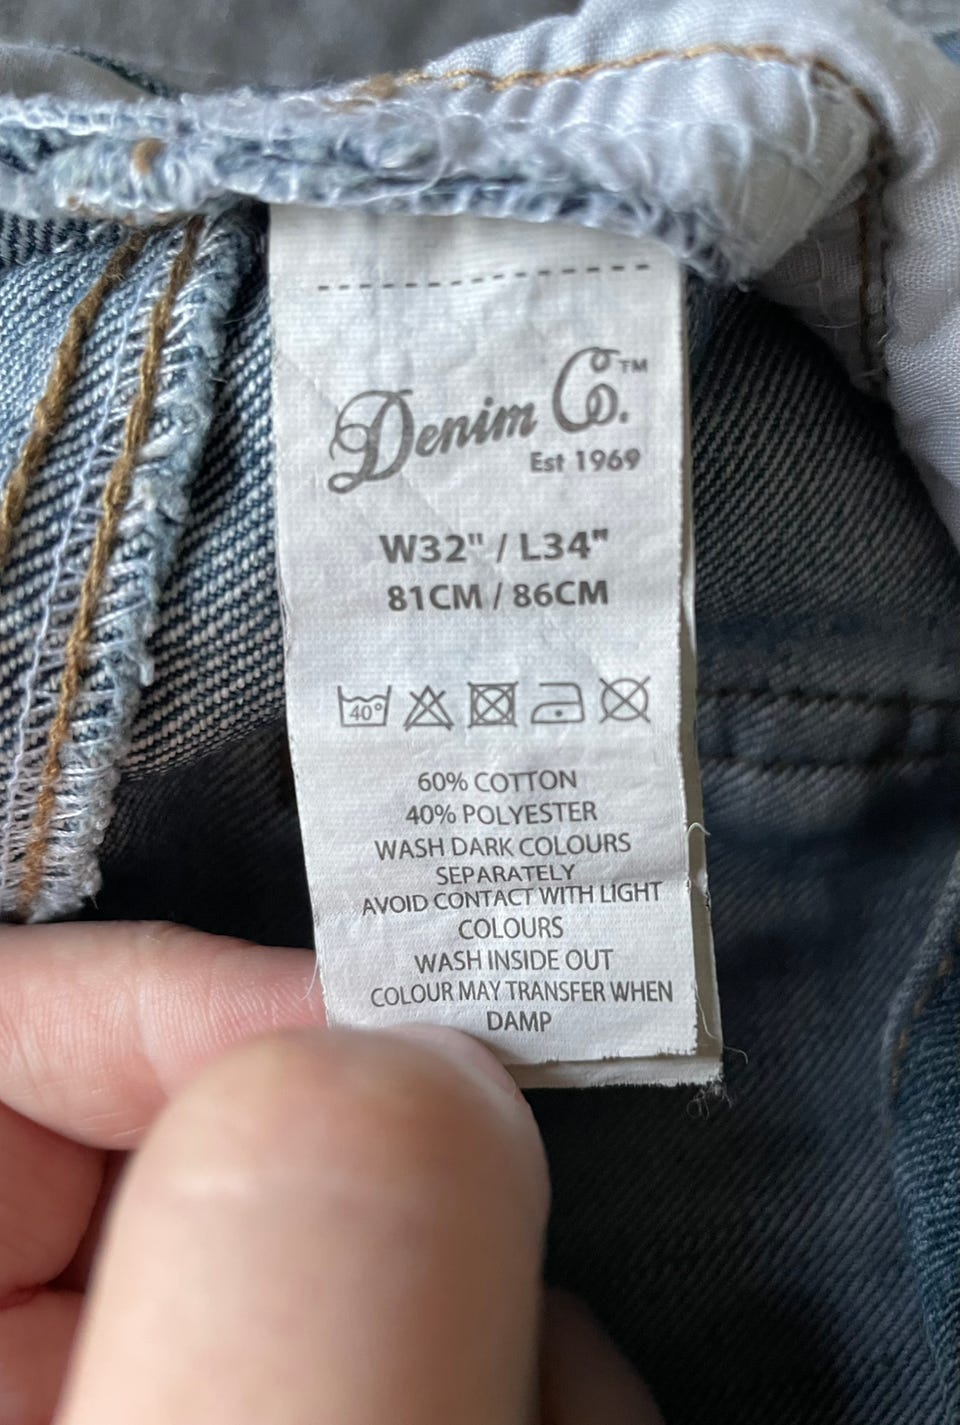 Denim Co.™
Est 1969
W32" / L34"
81CM / 86CM
40°
60% COTTON
40% POLYESTER
WASH DARK COLOURS
SEPARATELY
AVOID CONTACT WITH LIGHT
COLOURS
WASH INSIDE OUT
COLOUR MAY TRANSFER WHEN
DAMP